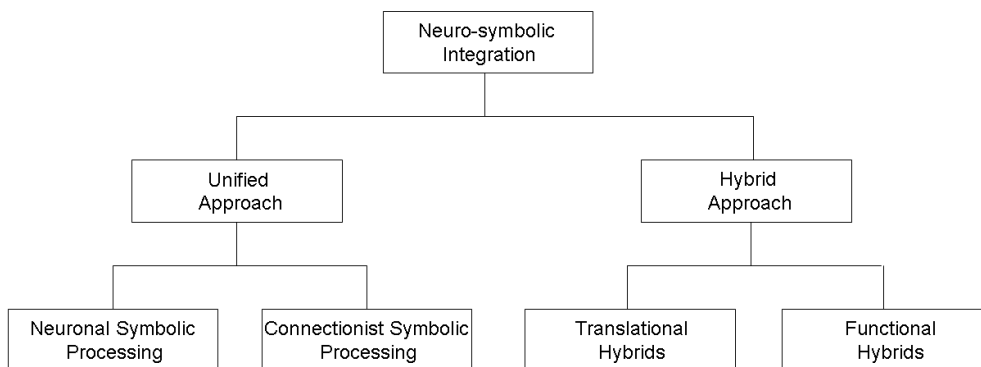 Neuro-symbolic
Integration
Unified
Approach
Hybrid
Approach
Neuronal Symbolic
Processing
Connectionist Symbolic
Processing
Translational
Hybrids
Functional
Hybrids